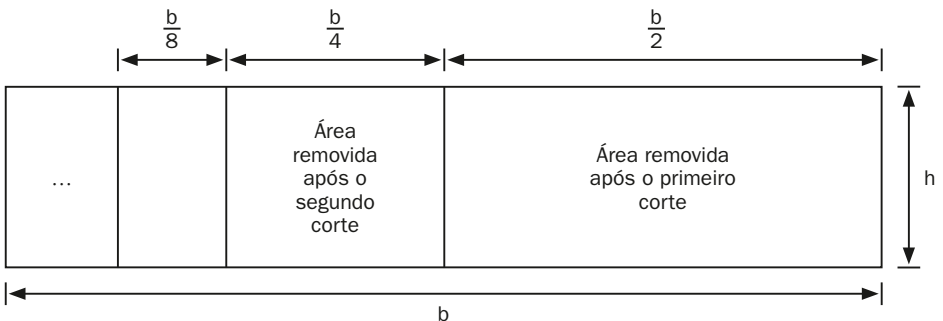 b
8
b
4
b
2
...
Área
removida
após o
segundo
corte
Área removida
após o primeiro
corte
h
b